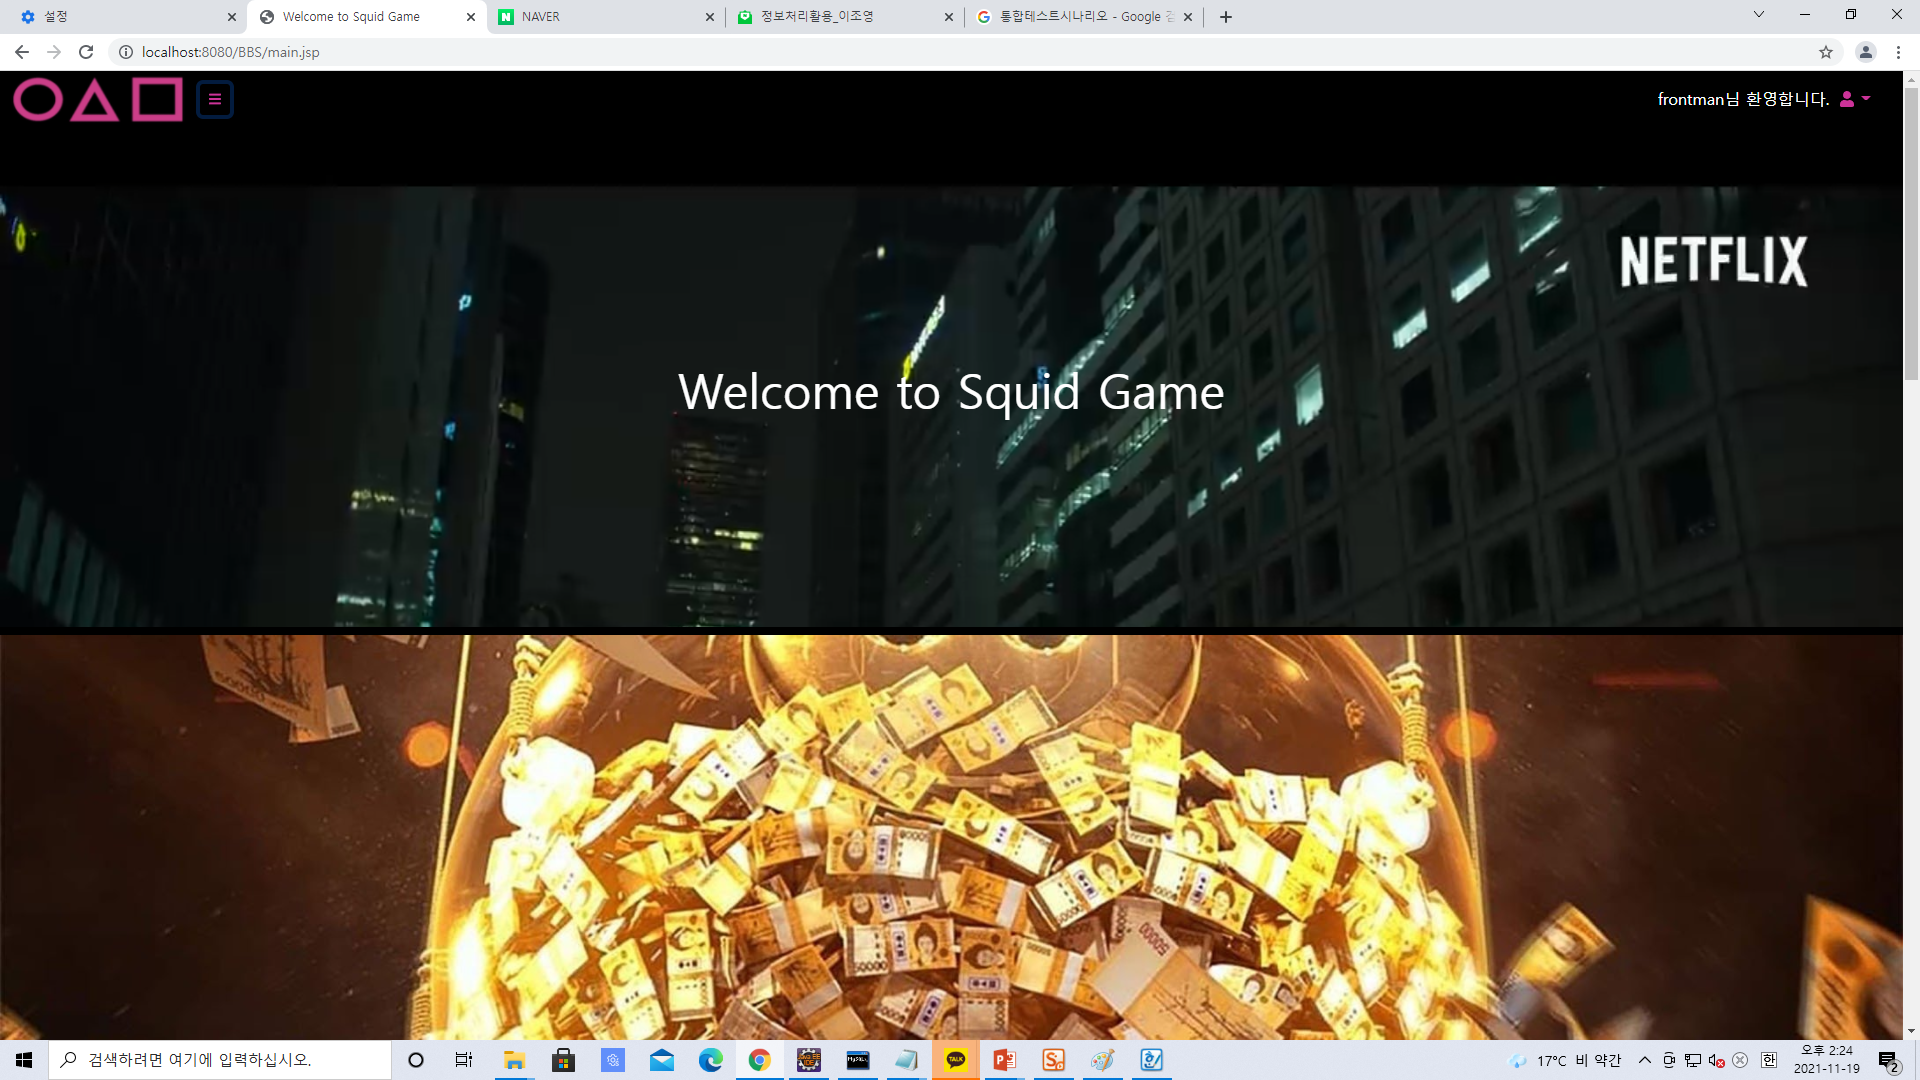 설정
Welcome to Squid Game
NAVER
정보처리활용_이조영
통합테스트시나리오 - Google
localhost:8080/BBS/main.jsp
frontman님 환영합니다.
NETFLIX
Welcome to Squid Game
50000
검색하려면 여기에 입력하십시오.
TALK
17°C 비 약간
한
오후 2:24
2021-11-19
2